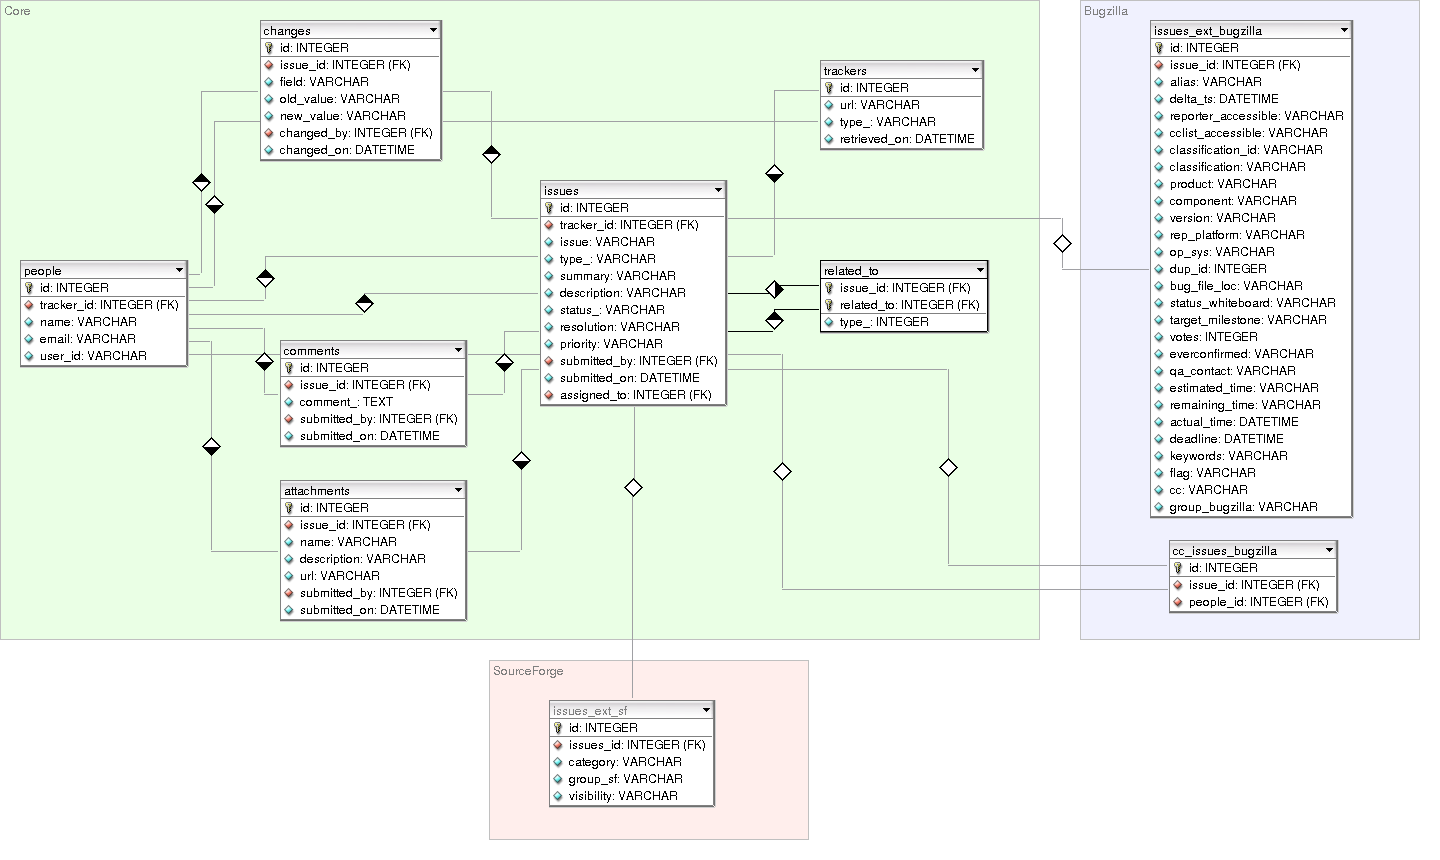 Core
changes
id: INTEGER
issue_id: INTEGER (FK)
field: VARCHAR
old_value: VARCHAR
new_value: VARCHAR
changed_by: INTEGER (FK)
changed_on: DATETIME
trackers
id: INTEGER
url: VARCHAR
type_: VARCHAR
retrieved_on: DATETIME
issues
id: INTEGER
tracker_id: INTEGER (FK)
issue: VARCHAR
type_: VARCHAR
summary: VARCHAR
description: VARCHAR
status_: VARCHAR
resolution: VARCHAR
priority: VARCHAR
submitted_by: INTEGER (FK)
submitted_on: DATETIME
assigned_to: INTEGER (FK)
people
id: INTEGER
tracker_id: INTEGER (FK)
name: VARCHAR
email: VARCHAR
user_id: VARCHAR
related_to
issue_id: INTEGER (FK)
related_to: INTEGER (FK)
type_: INTEGER
comments
id: INTEGER
issue_id: INTEGER (FK)
comment_: TEXT
submitted_by: INTEGER (FK)
submitted_on: DATETIME
attachments
id: INTEGER
issue_id: INTEGER (FK)
name: VARCHAR
description: VARCHAR
url: VARCHAR
submitted_by: INTEGER (FK)
submitted_on: DATETIME
Bugzilla
issues_ext_bugzilla
id: INTEGER
issue_id: INTEGER (FK)
alias: VARCHAR
delta_ts: DATETIME
reporter_accessible: VARCHAR
cclist_accessible: VARCHAR
classification_id: VARCHAR
classification: VARCHAR
product: VARCHAR
component: VARCHAR
version: VARCHAR
rep_platform: VARCHAR
op_sys: VARCHAR
dup_id: INTEGER
bug_file_loc: VARCHAR
status_whiteboard: VARCHAR
target_milestone: VARCHAR
votes: INTEGER
everconfirmed: VARCHAR
qa_contact: VARCHAR
estimated_time: VARCHAR
remaining_time: VARCHAR
actual_time: DATETIME
deadline: DATETIME
keywords: VARCHAR
flag: VARCHAR
cc: VARCHAR
group_bugzilla: VARCHAR
cc_issues_bugzilla
id: INTEGER
issue_id: INTEGER (FK)
people_id: INTEGER (FK)
SourceForge
issues_ext_sf
id: INTEGER
issues_id: INTEGER (FK)
category: VARCHAR
group_sf: VARCHAR
visibility: VARCHAR